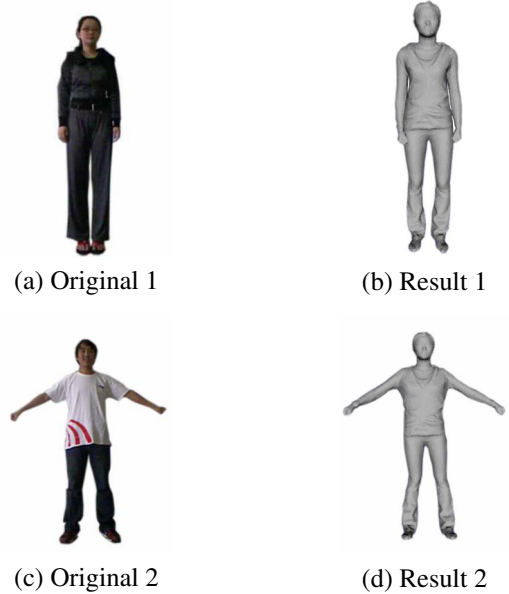 (a) Original 1
(b) Result 1
(c) Original 2
(d) Result 2